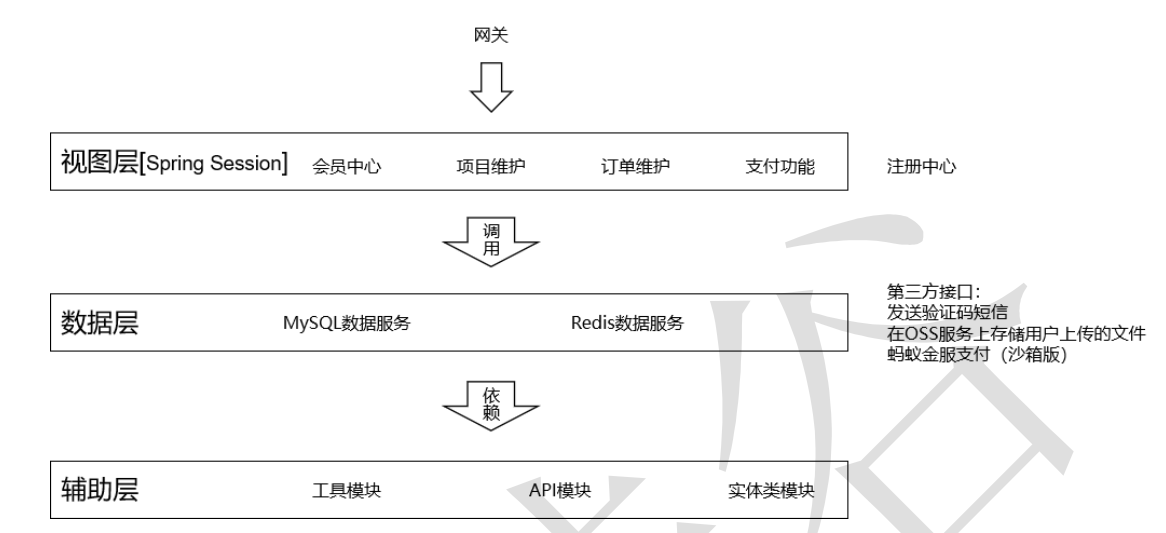 网关
视图层[Spring Session] 会员中心 项目维护 订单维护 支付功能 注册中心
调
用
数据层 MySQL数据服务 Redis数据服务
第三方接口：
发送验证码短信
在OSS服务上存储用户上传的文件
蚂蚁金服支付（沙箱版）
依
赖
辅助层 工具模块 API模块 实体类模块